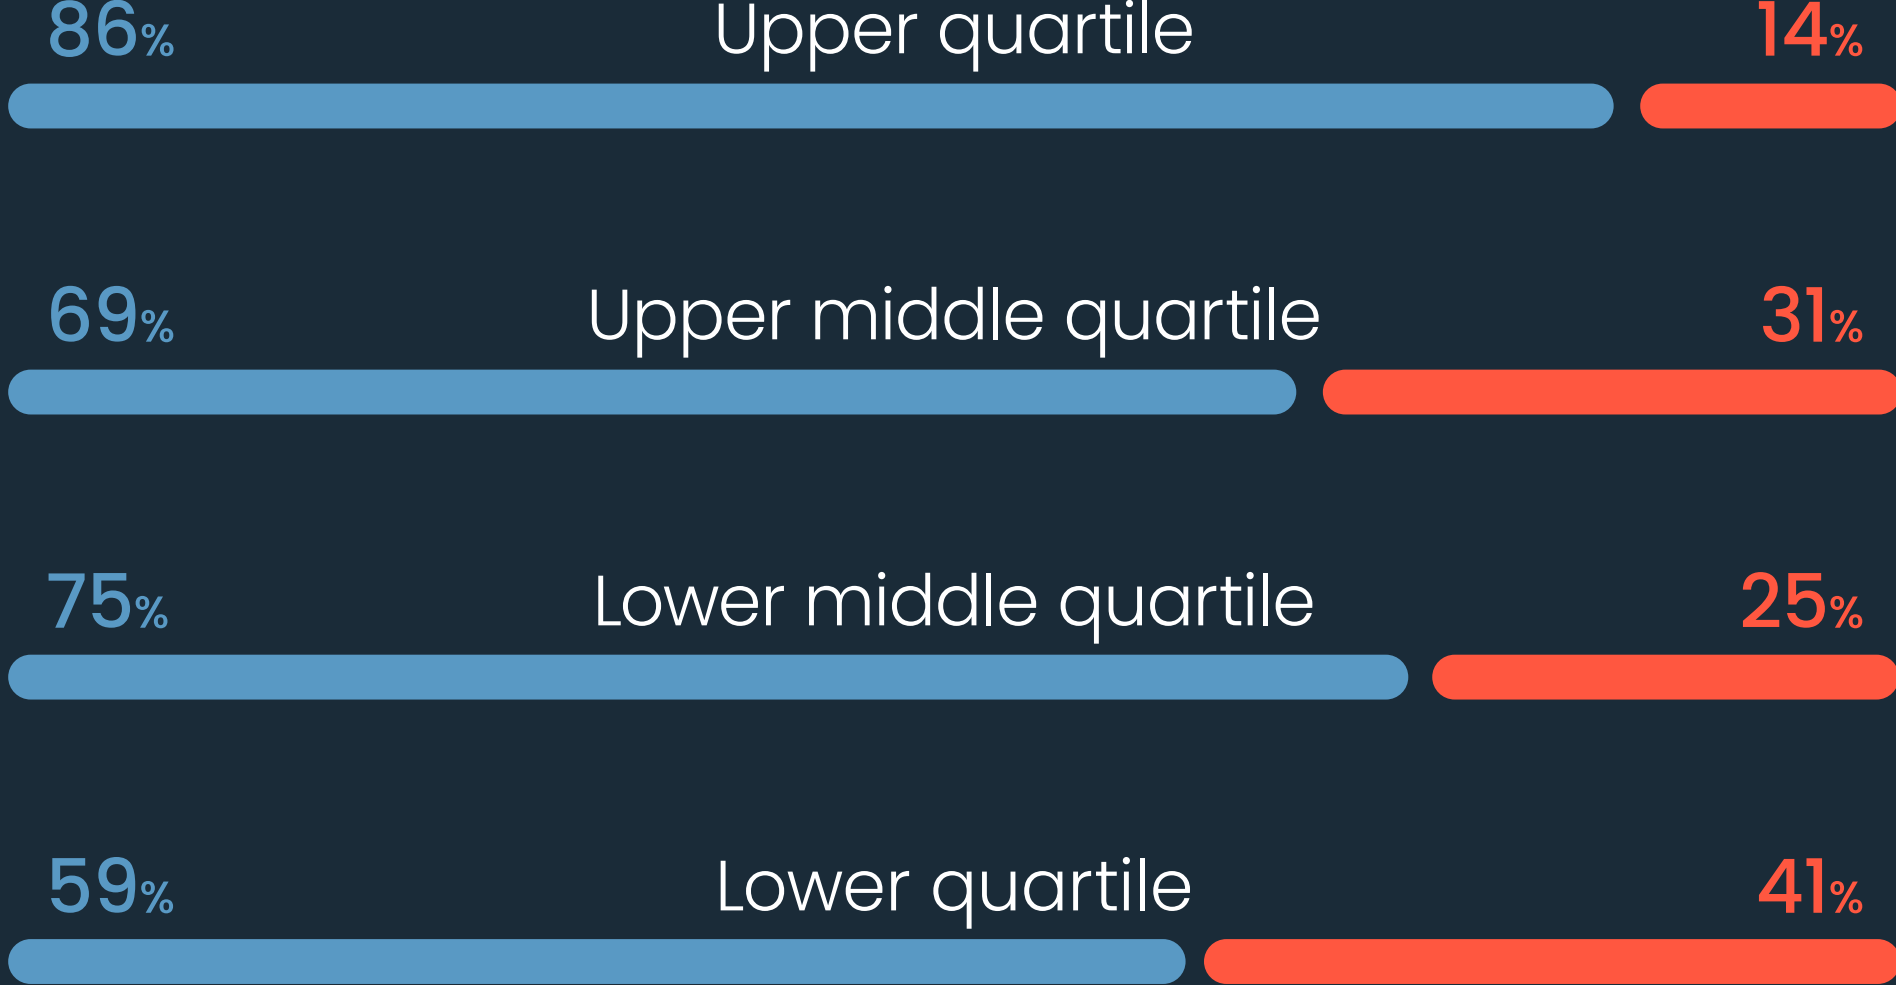 86% Upper quartile 14%
69% Upper middle quartile 31%
75% Lower middle quartile 25%
59% Lower quartile 41%